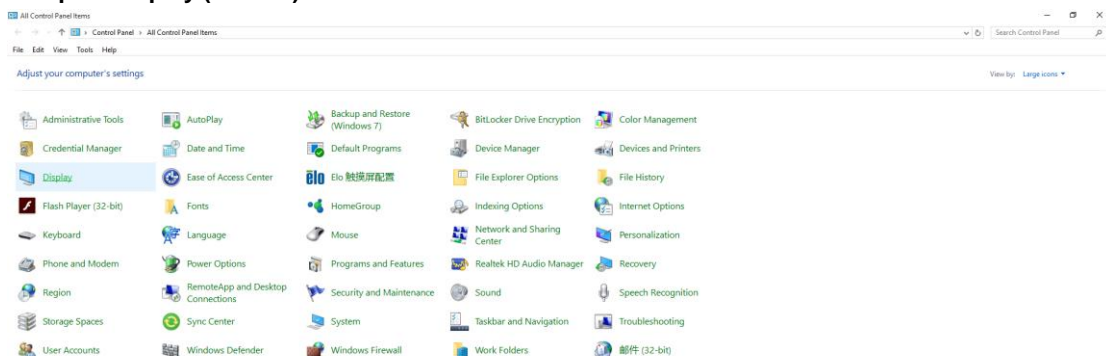 All Control Panel Items
Control Panel > All Control Panel Items
Search Control Panel
File Edit View Tools Help
Adjust your computer's settings
View by: Large icons
Administrative Tools
AutoPlay
Backup and Restore
(Windows 7)
BitLocker Drive Encryption
Color Management
Credential Manager
Date and Time
Default Programs
Device Manager
Devices and Printers
Display
Ease of Access Center
elo Elo 触摸屏配置
File Explorer Options
File History
Flash Player (32-bit)
Fonts
HomeGroup
Indexing Options
Internet Options
Keyboard
Language
Mouse
Network and Sharing
Center
Personalization
Phone and Modem
Power Options
Programs and Features
Realtek HD Audio Manager
Recovery
Region
RemoteApp and Desktop
Connections
Security and Maintenance
Sound
Speech Recognition
Storage Spaces
Sync Center
System
Taskbar and Navigation
Troubleshooting
User Accounts
Windows Defender
Windows Firewall
Work Folders
邮件 (32-bit)